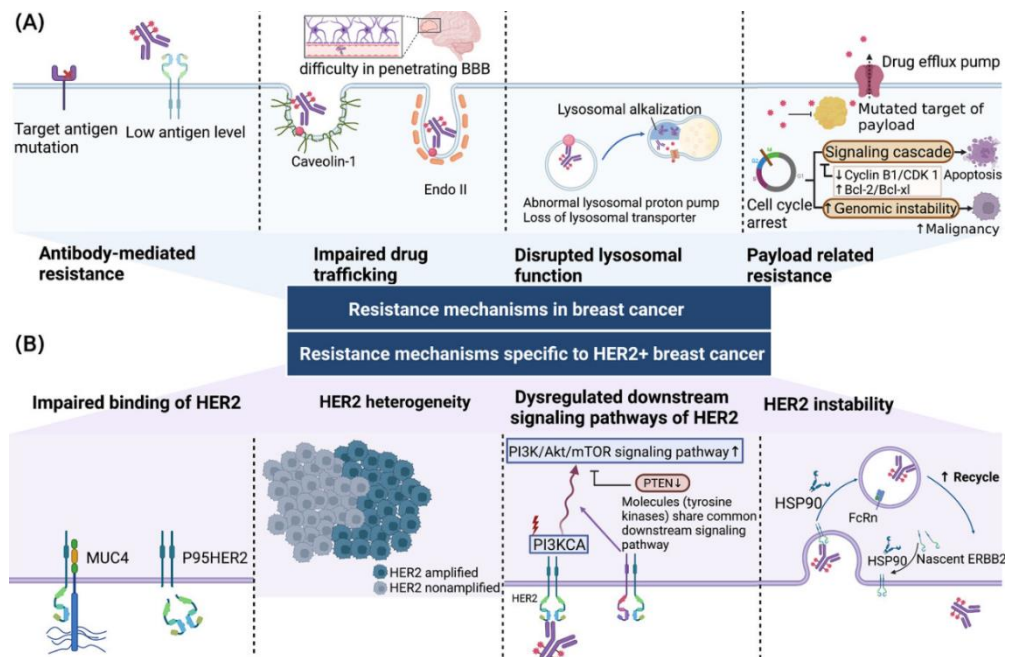 (A)
Target antigen
mutation
Low antigen level
Antibody-mediated
resistance
difficulty in penetrating BBB
Caveolin-1
Endo II
Impaired drug
trafficking
Lysosomal alkalization
Abnormal lysosomal proton pump
Loss of lysosomal transporter
Disrupted lysosomal
function
Drug efflux pump
Mutated target of
payload
Signaling cascade
↓Cyclin B1/CDK 1
↑Bcl-2/Bcl-xl
Apoptosis
Cell cycle
arrest
↑Genomic instability
↑Malignancy
Payload related
resistance
Resistance mechanisms in breast cancer
(B)
Resistance mechanisms specific to HER2+ breast cancer
Impaired binding of HER2
MUC4
P95HER2
HER2 heterogeneity
HER2 amplified
HER2 nonamplified
Dysregulated downstream
signaling pathways of HER2
PI3K/Akt/mTOR signaling pathway↑
PTEN↓
Molecules (tyrosine
kinases) share common
downstream signaling
pathway
PI3KCA
HER2
HER2 instability
HSP90
FcRn
↑ Recycle
HSP90
Nascent ERBB2